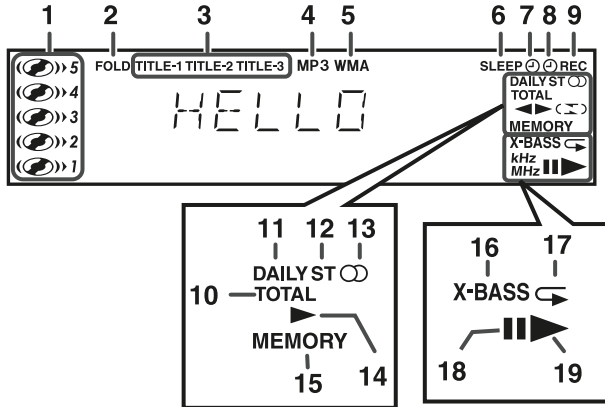 1 2 3 4 5 6 7 8 9
FOLD TITLE-1 TITLE-2 TITLE-3 MP3 WMA SLEEP REC
5
4
3
2
1
HELLO
DAILY ST
TOTAL
MEMORY
X-BASS
kHz
MHz
11 12 13
DAILY ST
10 TOTAL
MEMORY
15 14
16 17
X-BASS
18 19